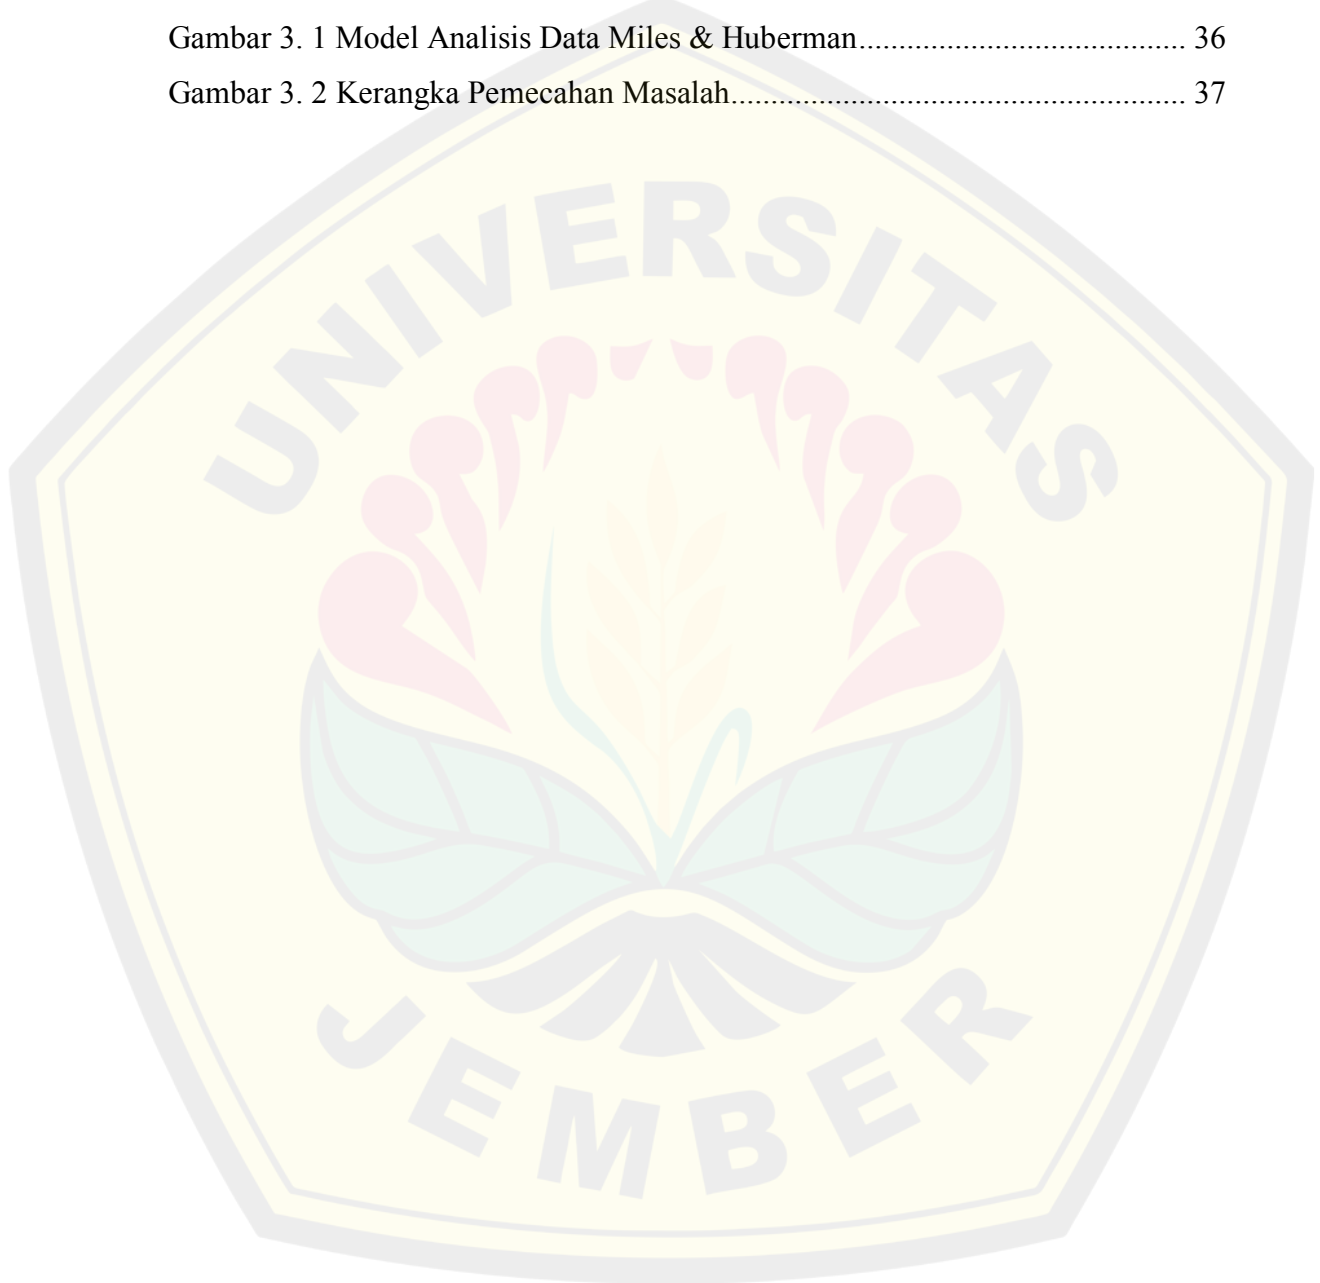 Gambar 3. 1 Model Analisis Data Miles & Huberman......................................... 36
Gambar 3. 2 Kerangka Pemecahan Masalah......................................................... 37
UNIVERSITAS
JEMBER